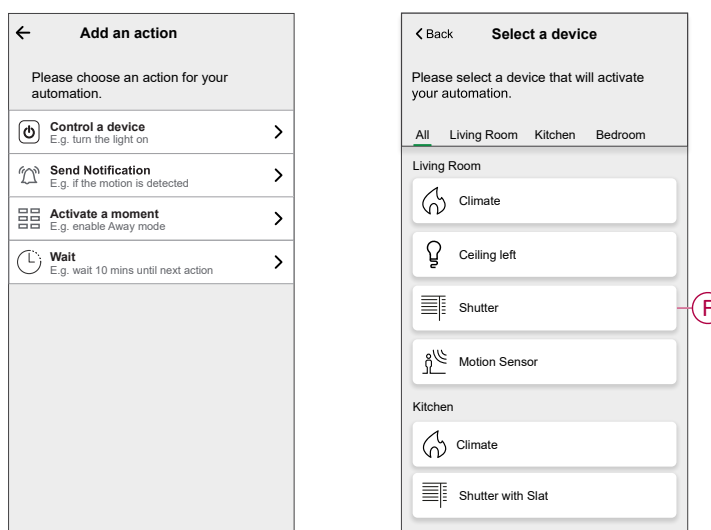 Add an action
Please choose an action for your
automation.
Control a device
E.g. turn the light on
Send Notification
E.g. if the motion is detected
Activate a moment
E.g. enable Away mode
Wait
E.g. wait 10 mins until next action
Back Select a device
Please select a device that will activate
your automation.
All Living Room Kitchen Bedroom
Living Room
Climate
Ceiling left
Shutter
Motion Sensor
Kitchen
Climate
Shutter with Slat